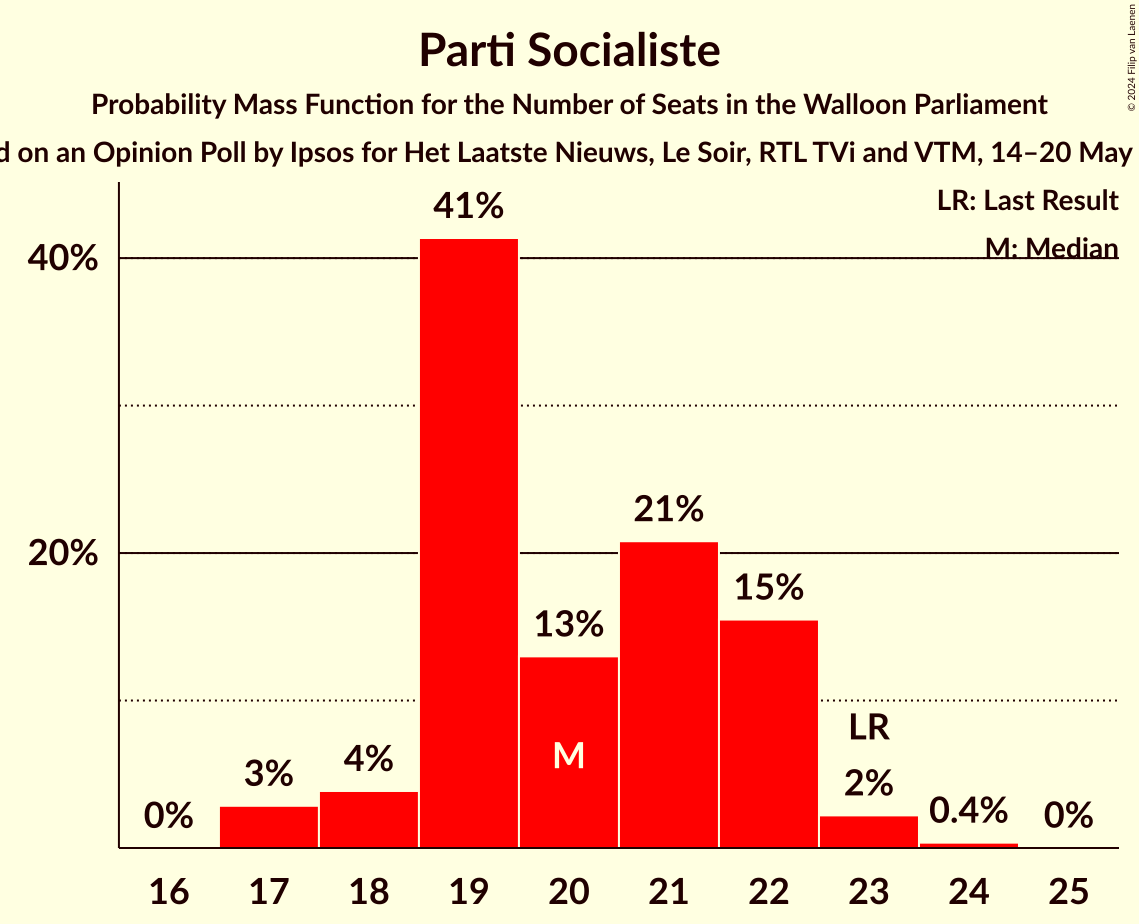 © 2024 Filip van Laenen
Parti Socialiste
Probability Mass Function for the Number of Seats in the Walloon Parliament
d on an Opinion Poll by Ipsos for Het Laatste Nieuws, Le Soir, RTL TVi and VTM, 14–20 May
LR: Last Result
M: Median
41%
40%
21%
20%
15%
13%
LR
M
4%
3%
2%
0.4%
0%
0%
16 17 18 19 20 21 22 23 24 25